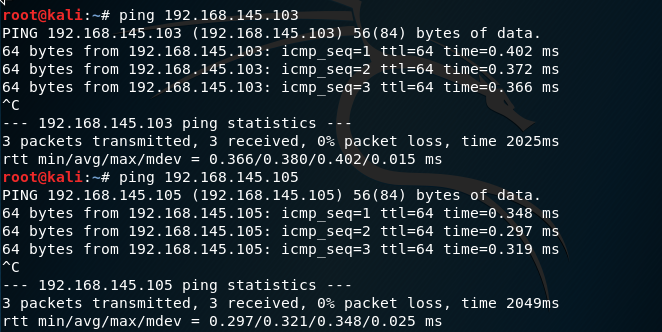 root@kali:~# ping 192.168.145.103
PING 192.168.145.103 (192.168.145.103) 56(84) bytes of data.
64 bytes from 192.168.145.103: icmp_seq=1 ttl=64 time=0.402 ms
64 bytes from 192.168.145.103: icmp_seq=2 ttl=64 time=0.372 ms
64 bytes from 192.168.145.103: icmp_seq=3 ttl=64 time=0.366 ms
^C
--- 192.168.145.103 ping statistics ---
3 packets transmitted, 3 received, 0% packet loss, time 2025ms
rtt min/avg/max/mdev = 0.366/0.380/0.402/0.015 ms
root@kali:~# ping 192.168.145.105
PING 192.168.145.105 (192.168.145.105) 56(84) bytes of data.
64 bytes from 192.168.145.105: icmp_seq=1 ttl=64 time=0.348 ms
64 bytes from 192.168.145.105: icmp_seq=2 ttl=64 time=0.297 ms
64 bytes from 192.168.145.105: icmp_seq=3 ttl=64 time=0.319 ms
^C
--- 192.168.145.105 ping statistics ---
3 packets transmitted, 3 received, 0% packet loss, time 2049ms
rtt min/avg/max/mdev = 0.297/0.321/0.348/0.025 ms